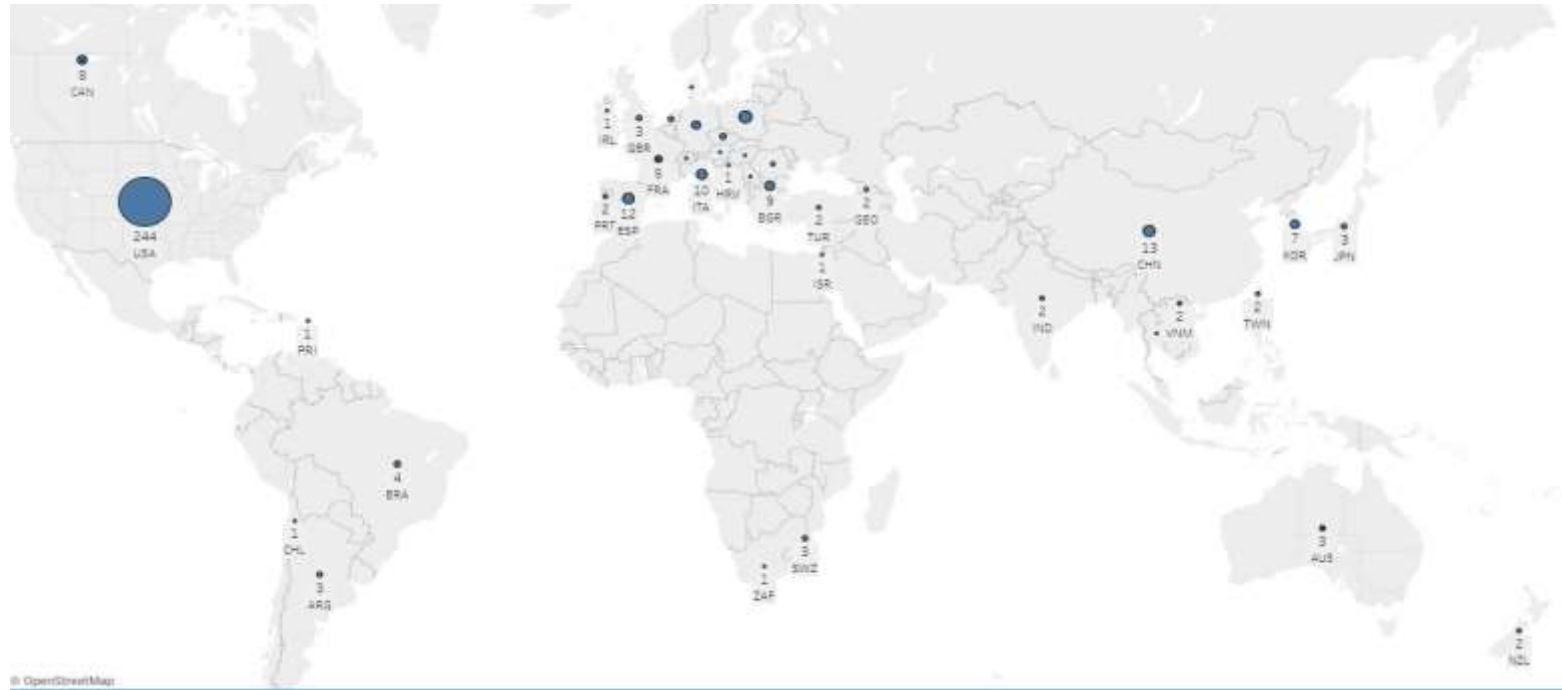 8
CAN
244
USA
1
PRI
4
BRA
1
CHL
3
ARG
1
IRL
3
GBR
FRA
2
PRT
12
ESP
10
ITA
1
HRV
9
BGR
2
TUR
2
GEO
1
ISR
3
SWZ
1
ZAF
2
IND
13
CHN
2
VNM
2
TWN
7
KOR
3
JPN
3
AUS
2
NZL
© OpenStreetMap